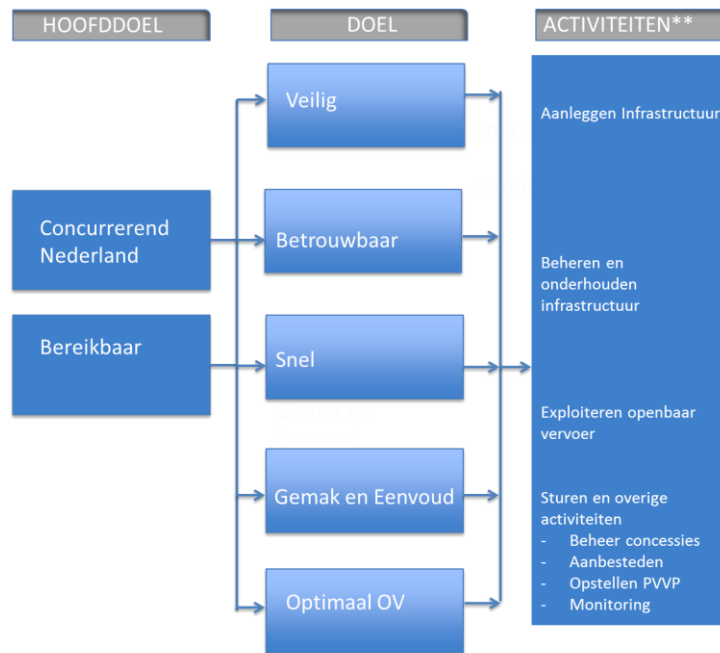 HOOFDDOEL
DOEL
ACTIVITEITEN**
Concurrerend
Nederland
Bereikbaar
Veilig
Betrouwbaar
Snel
Gemak en Eenvoud
Optimaal OV
Aanleggen Infrastructuur
Beheren en
onderhouden
infrastructuur
Exploiteren openbaar
vervoer
Sturen en overige
activiteiten
- Beheer concessies
- Aanbesteden
- Opstellen PVVP
- Monitoring